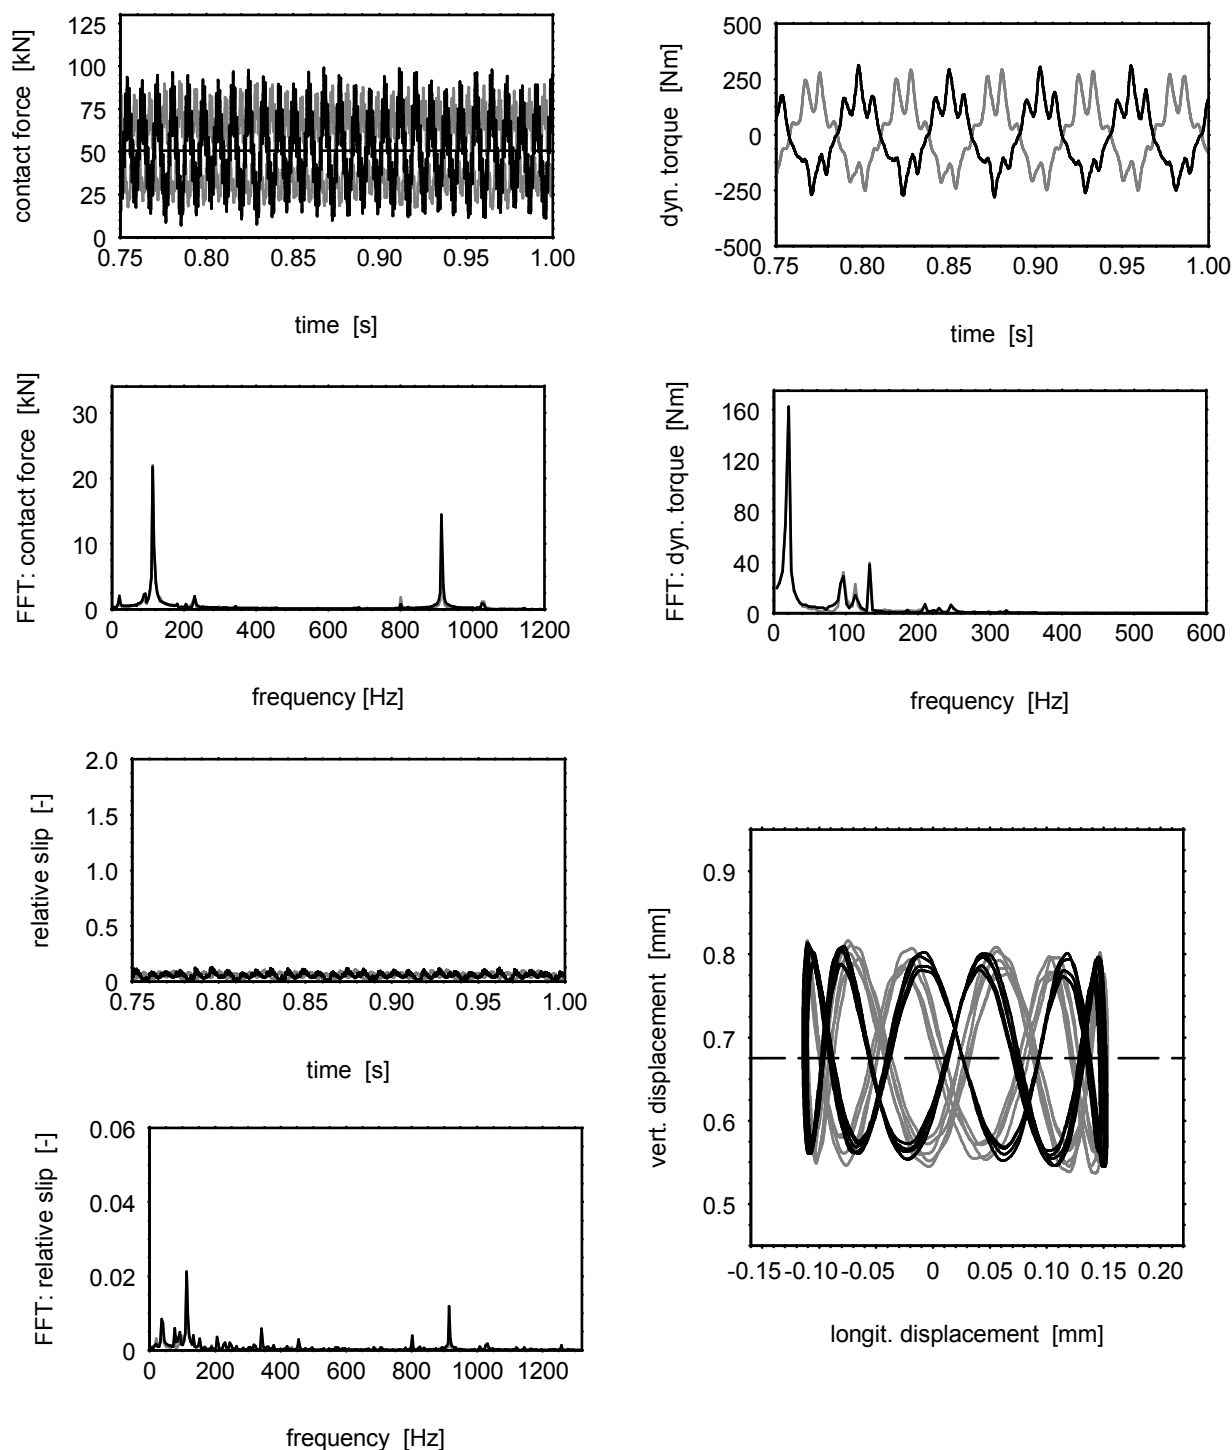 contact force [kN]
125
100
75
50
25
0
0.75 0.80 0.85 0.90 0.95 1.00
time [s]
dyn. torque [Nm]
500
250
0
-250
-500
0.75 0.80 0.85 0.90 0.95 1.00
time [s]
FFT: contact force [kN]
30
20
10
0
0 200 400 600 800 1000 1200
frequency [Hz]
FFT: dyn. torque [Nm]
160
120
80
40
0
0 100 200 300 400 500 600
frequency [Hz]
relative slip [-]
2.0
1.5
1.0
0.5
0
0.75 0.80 0.85 0.90 0.95 1.00
time [s]
vert. displacement [mm]
0.9
0.8
0.7
0.6
0.5
-0.15 -0.10 -0.05 0 0.05 0.10 0.15 0.20
longit. displacement [mm]
FFT: relative slip [-]
0.06
0.04
0.02
0
0 200 400 600 800 1000 1200
frequency [Hz]